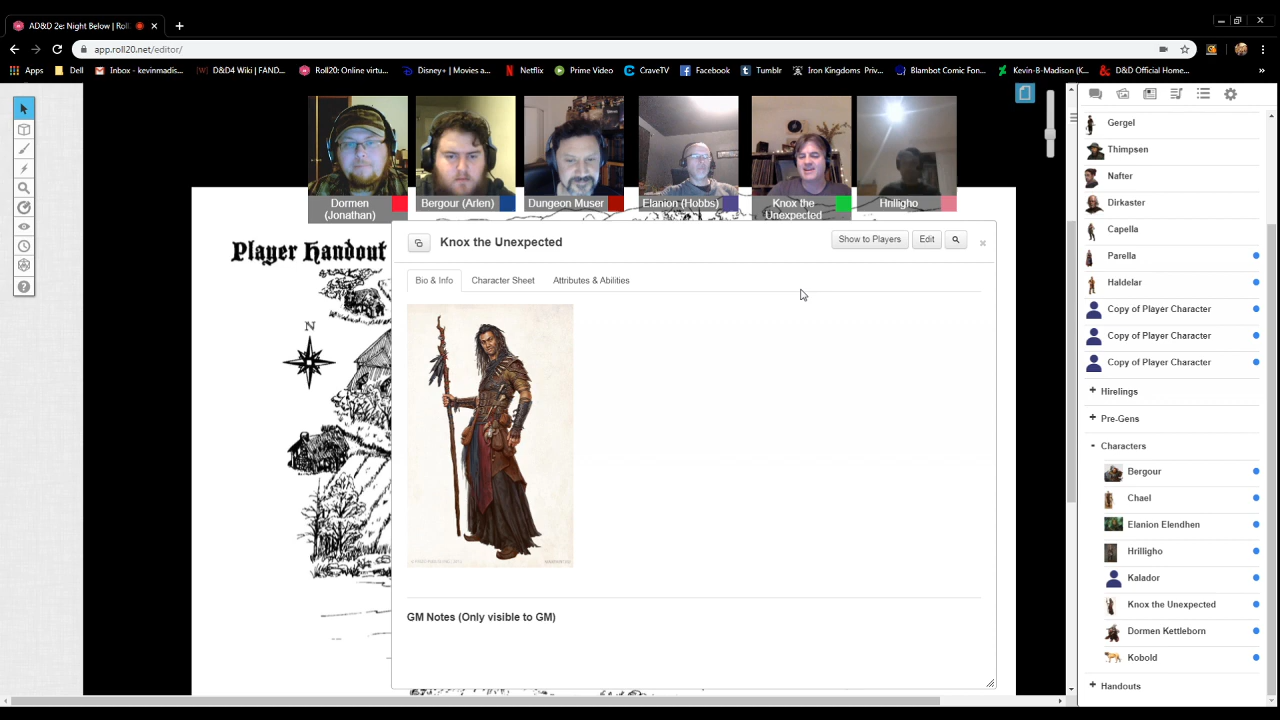 AD&D 2e: Night Below | Roll
app.roll20.net/editor/
Apps
Dell
Inbox - kevinmadis...
D&D4 Wiki | FAND...
Roll20: Online virtu...
Disney+ | Movies a...
Netflix
Prime Video
CraveTV
Facebook
Tumblr
Iron Kingdoms Priv...
Blambot Comic Fon...
Kevin-B-Madison (K...
D&D Official Home...
»
Dormen
(Jonathan)
Bergour (Arlen)
Dungeon Muser
Elanion (Hobbs)
Knox the
Unexpected
Hriligho
Player Handout
N
Knox the Unexpected
Show to Players
Edit
Bio & Info
Character Sheet
Attributes & Abilities
GM Notes (Only visible to GM)
Gergel
Thimpsen
Nafter
Dirkaster
Capella
Parella
Haldelar
Copy of Player Character
Copy of Player Character
Copy of Player Character
+ Hirelings
+ Pre-Gens
- Characters
Bergour
Chael
Elanion Elendhen
Hrilligho
Kalador
Knox the Unexpected
Dormen Kettleborn
Kobold
+ Handouts